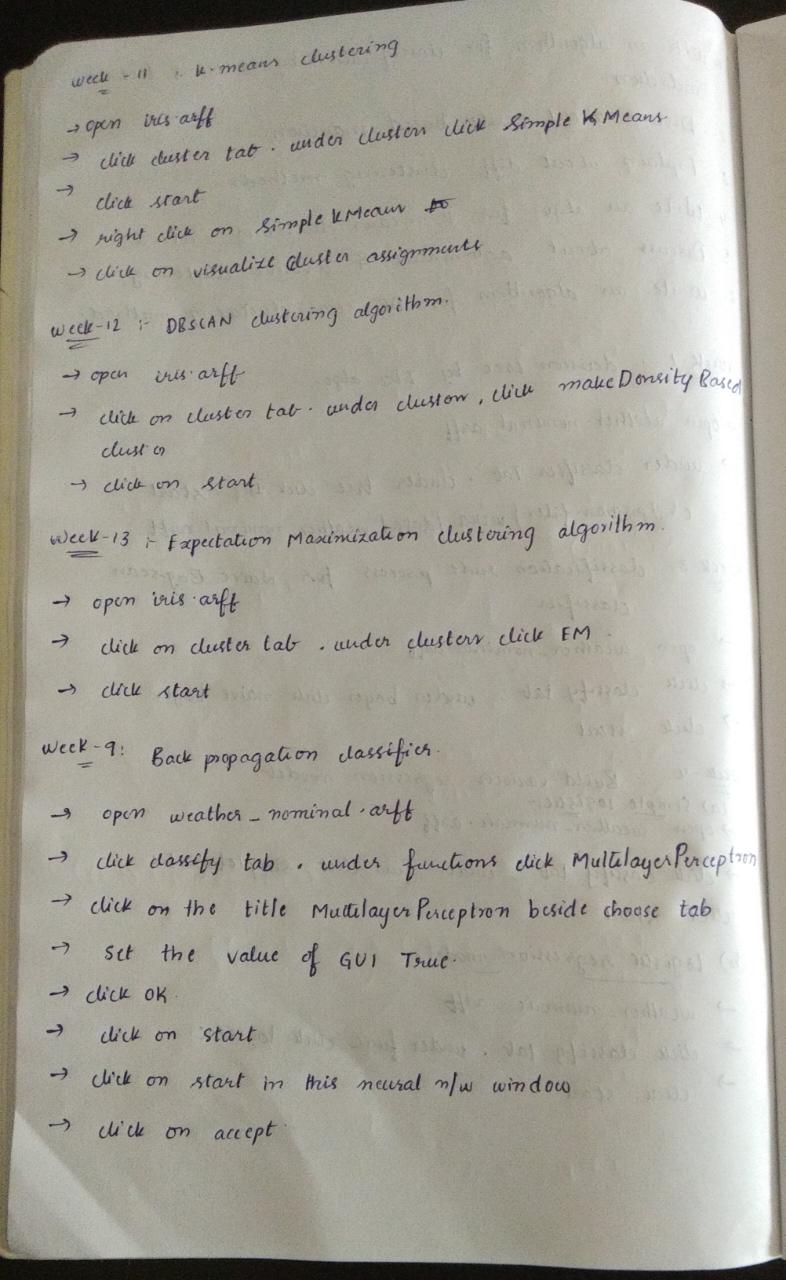 week - 11 : k-means clustering
→ open iris.arff
→ click cluster tab. under clusters click Simple K Means
→ click start
→ right click on Simple KMeans
→ click on visualize cluster assignments
week-12 :- DBSCAN clustering algorithm.
→ open iris.arff
→ click on cluster tab. under clusters, click makeDensity Based
cluster
→ click on start
week-13 :- Expectation Maximization clustering algorithm.
→ open iris.arff
→ click on cluster tab . under clusters click EM .
→ click start
week-9: Back propagation classifier.
→ open weather_nominal.arff
→ click classify tab . under functions click MultilayerPerceptron
→ click on the title MultilayerPerceptron beside choose tab
→ set the value of GUI True.
→ click OK.
→ click on start
→ click on start in this neural n/w window
→ click on accept.